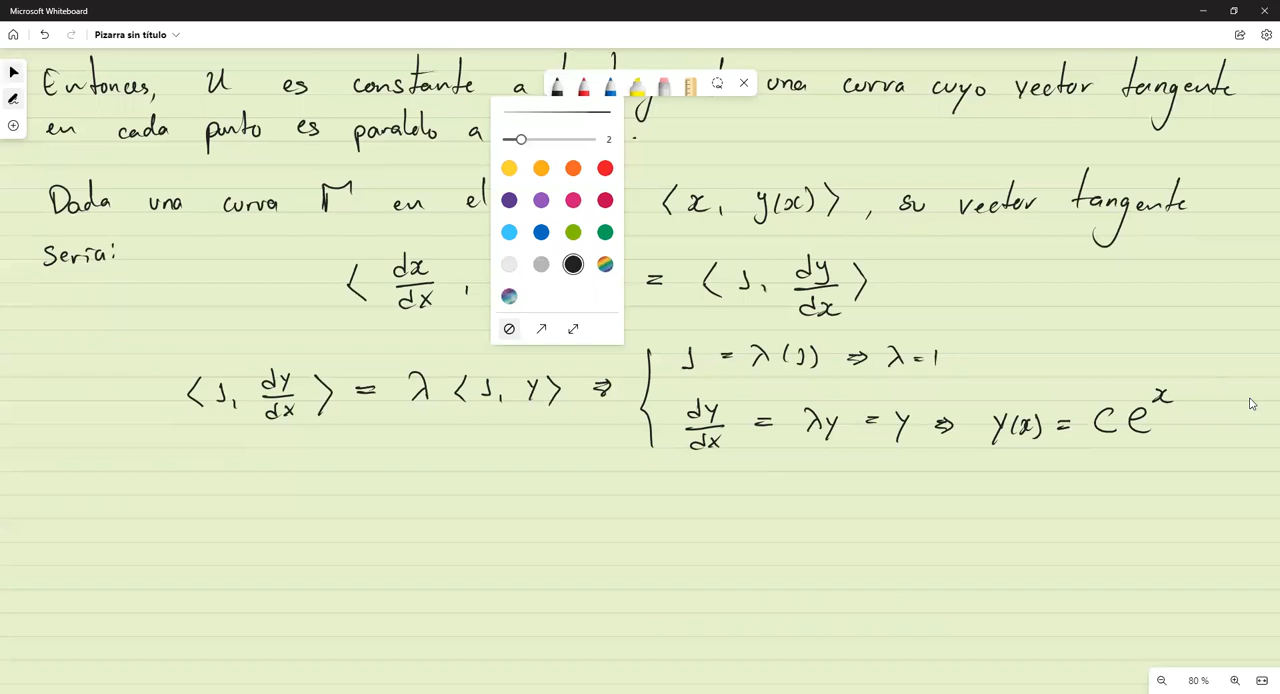 Microsoft Whiteboard
Pizarra sin título
Entonces, u es constante a una curva cuyo vector tangente
en cada punto es paralelo a
2
Dada una curva Γ en el ⟨x, y(x)⟩, su vector tangente
sería:
⟨dx/dx, = ⟨1, dy/dx⟩
⟨1, dy/dx⟩ = λ⟨1, y⟩ ⇒ { 1 = λ(1) ⇒ λ = 1
dy/dx = λy = y ⇒ y(x) = C e^x
80 %